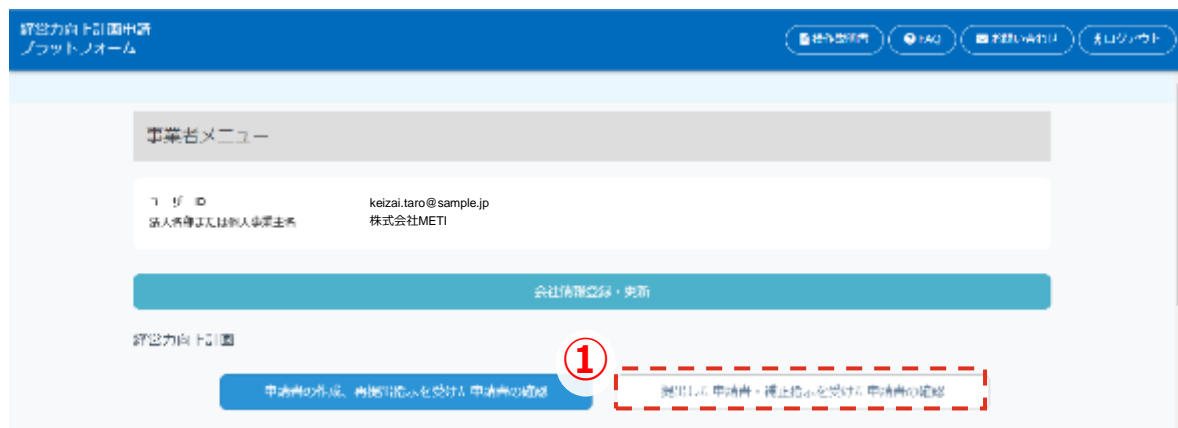 経営力向上計画申請
プラットフォーム
操作説明書
FAQ
お問い合わせ
ログアウト
事業者メニュー
ユーザーID
keizai.taro@sample.jp
法人名称または個人事業主名
株式会社METI
会社情報登録・更新
経営力向上計画
①
申請書の作成、再提出指示を受けた申請書の確認
提出した申請書・補正指示を受けた申請書の確認